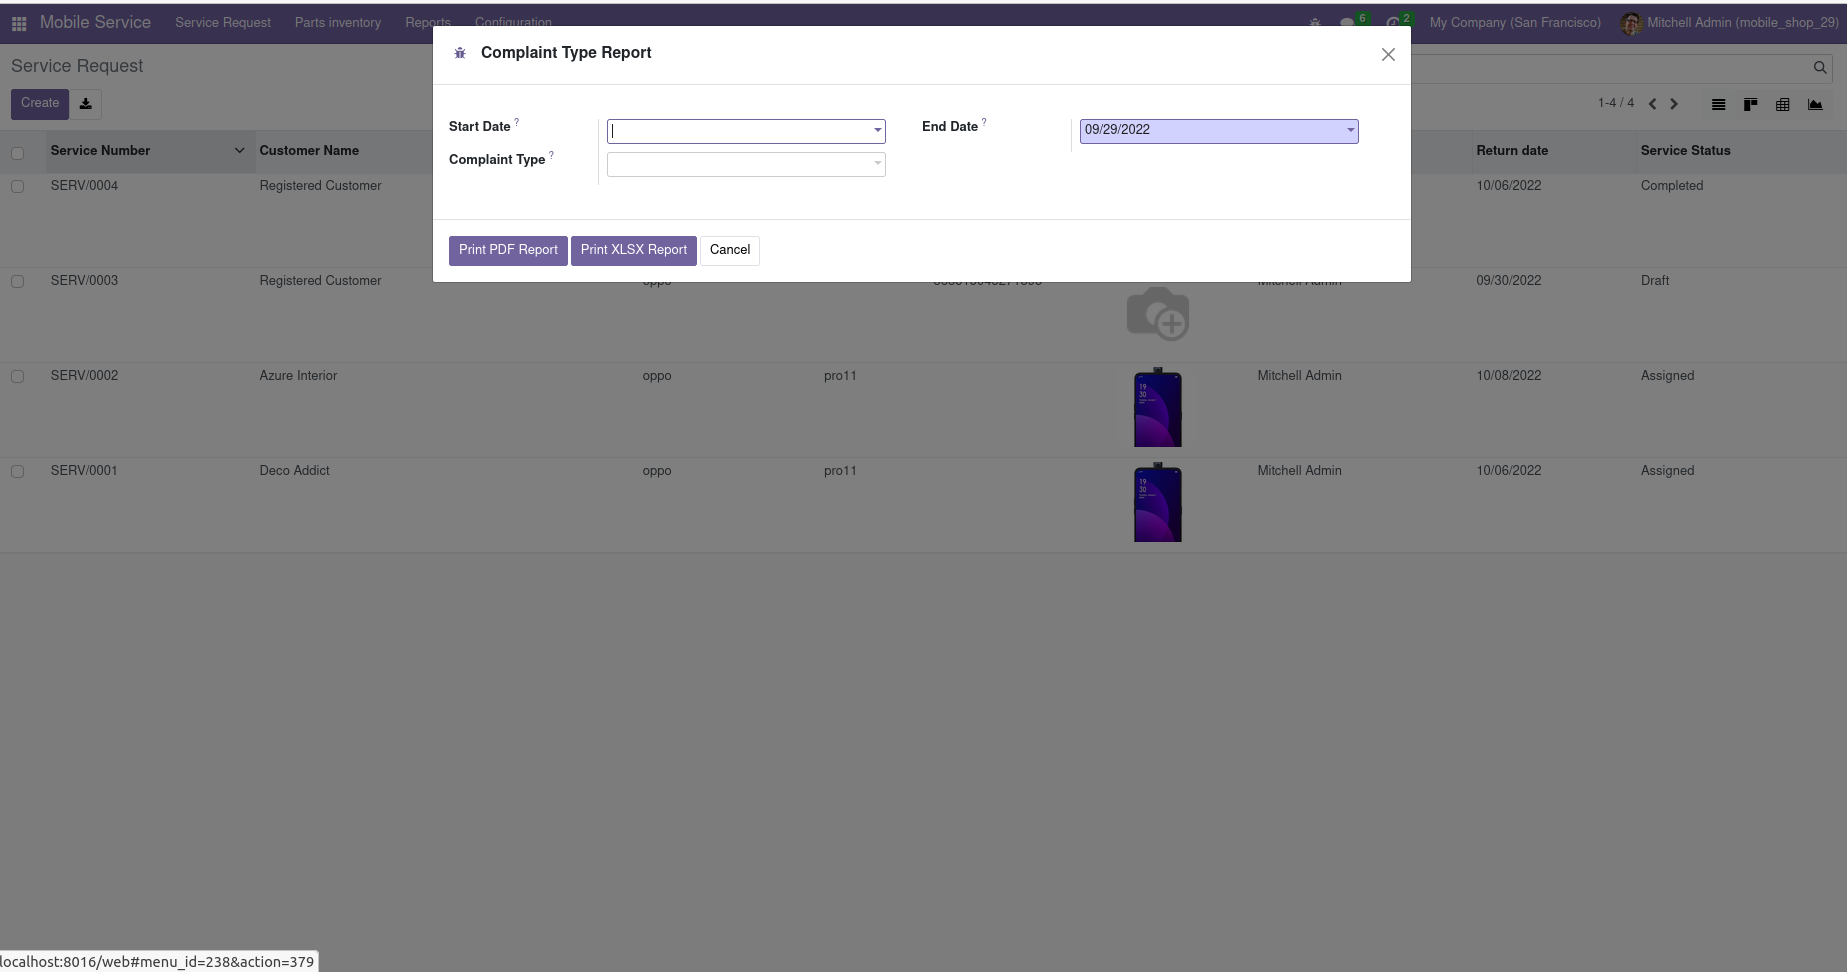 Mobile Service Service Request Parts inventory Reports Configuration 6 2 My Company (San Francisco) Mitchell Admin (mobile_shop_29)
Complaint Type Report
Service Request
Create
1-4 / 4
Start Date ? End Date ? 09/29/2022
Complaint Type ?
Service Number Customer Name Return date Service Status
SERV/0004 Registered Customer 10/06/2022 Completed
Print PDF Report Print XLSX Report Cancel
SERV/0003 Registered Customer oppo Mitchell Admin 09/30/2022 Draft
SERV/0002 Azure Interior oppo pro11 Mitchell Admin 10/08/2022 Assigned
19
30
SERV/0001 Deco Addict oppo pro11 Mitchell Admin 10/06/2022 Assigned
19
30
localhost:8016/web#menu_id=238&action=379